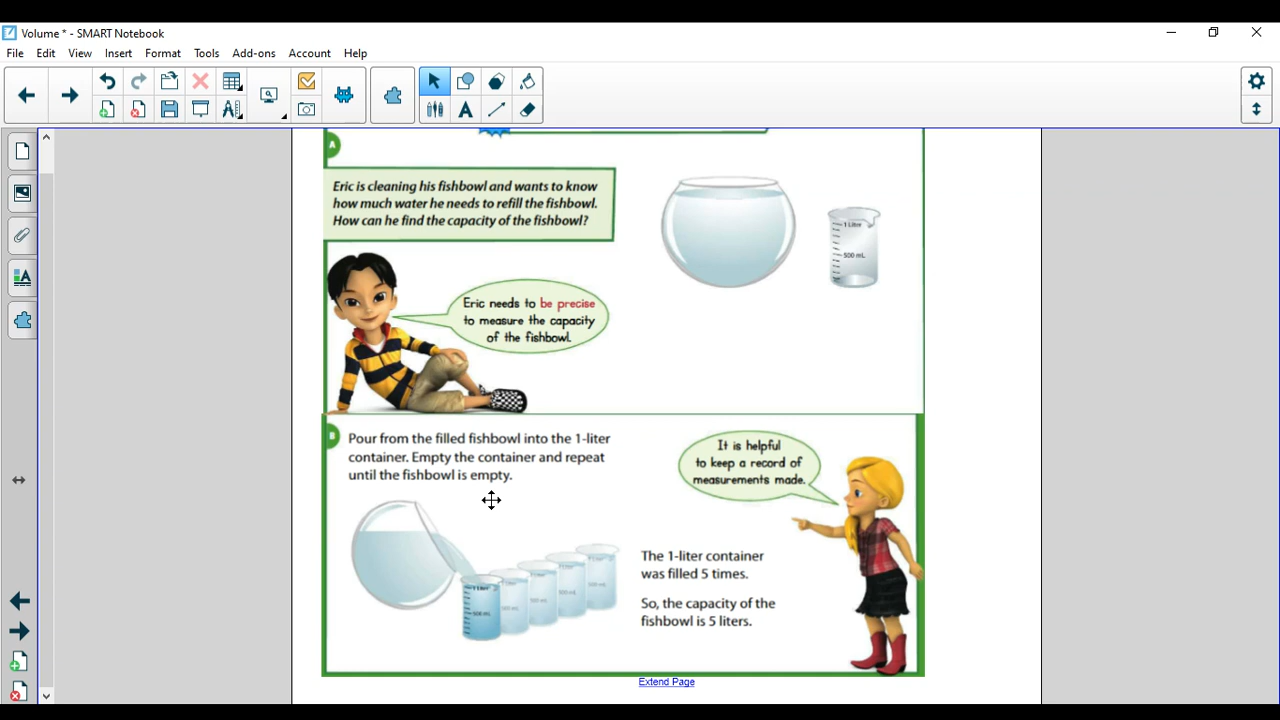 Volume * - SMART Notebook
File Edit View Insert Format Tools Add-ons Account Help
A
Eric is cleaning his fishbowl and wants to know
how much water he needs to refill the fishbowl.
How can he find the capacity of the fishbowl?
1 Liter
500 mL
Eric needs to be precise
to measure the capacity
of the fishbowl.
B
Pour from the filled fishbowl into the 1-liter
container. Empty the container and repeat
until the fishbowl is empty.
It is helpful
to keep a record of
measurements made.
1 Liter
500 mL
The 1-liter container
was filled 5 times.
So, the capacity of the
fishbowl is 5 liters.
Extend Page